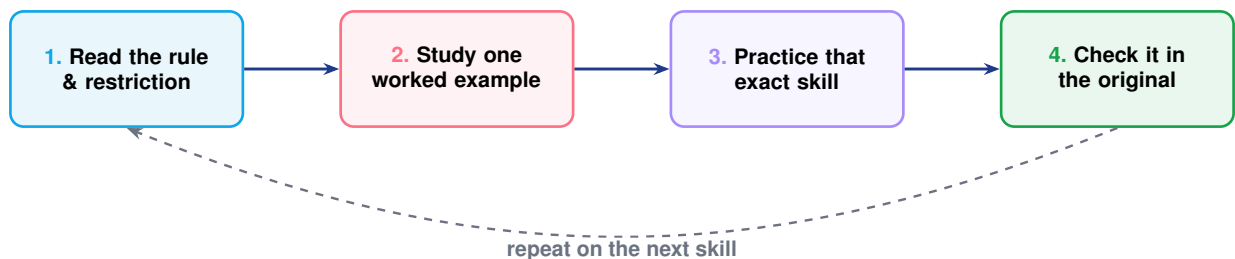 1. Read the rule
& restriction
2. Study one
worked example
3. Practice that
exact skill
4. Check it in
the original
repeat on the next skill